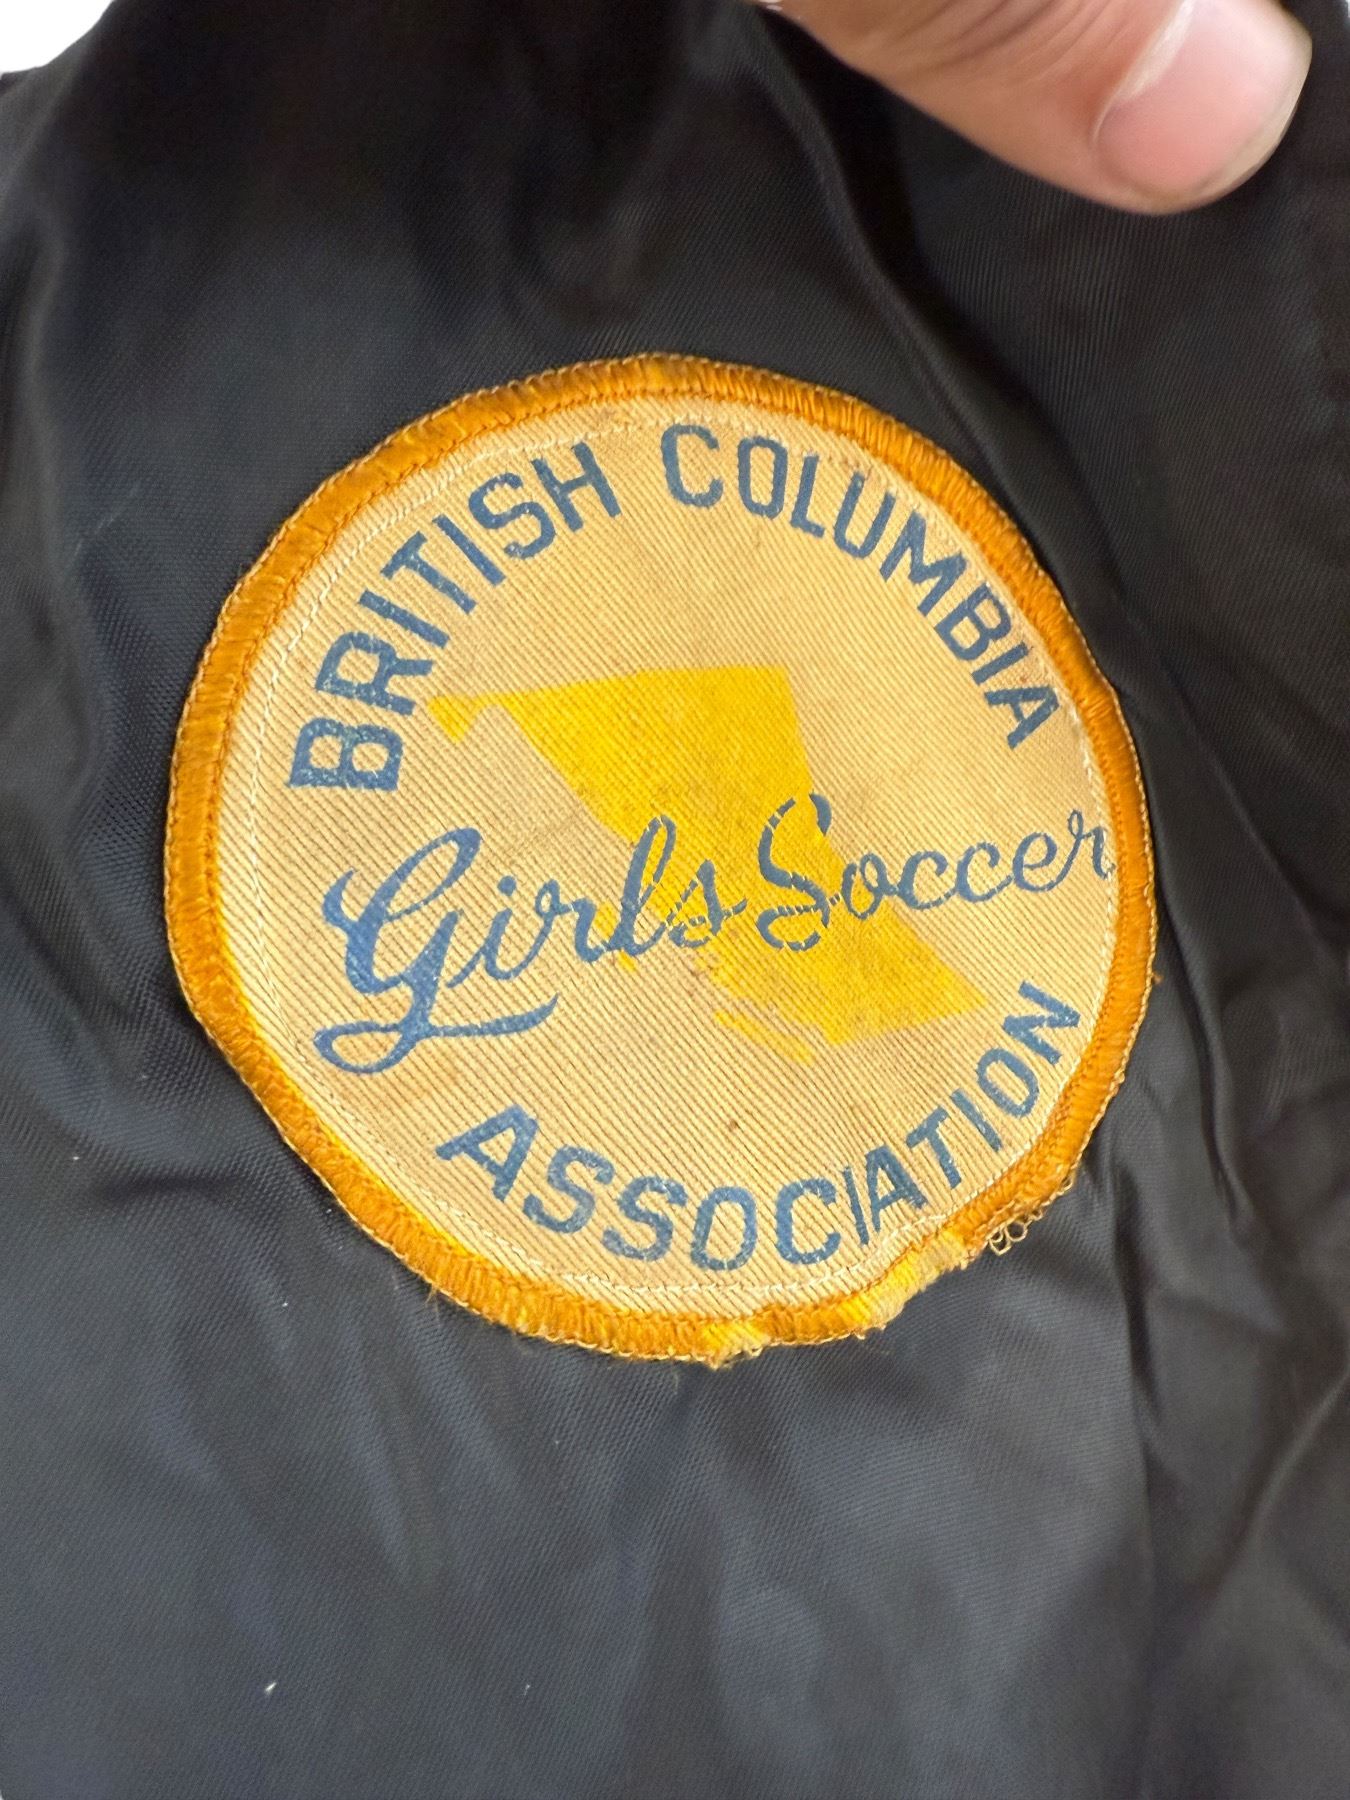 BRITISH COLUMBIA
Girls Soccer
ASSOCIATION